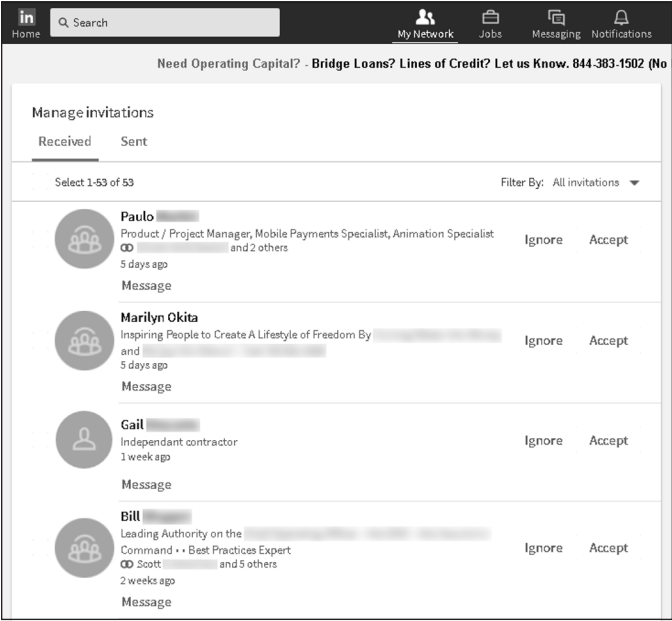 in
Home
Search
My Network
Jobs
Messaging
Notifications
Need Operating Capital? - Bridge Loans? Lines of Credit? Let us Know. 844-383-1502 (No
Manage invitations
Received
Sent
Select 1-53 of 53
Filter By: All invitations
Paulo
Product / Project Manager, Mobile Payments Specialist, Animation Specialist
and 2 others
5 days ago
Message
Ignore
Accept
Marilyn Okita
Inspiring People to Create A Lifestyle of Freedom By
and
5 days ago
Message
Ignore
Accept
Gail
Independant contractor
1 week ago
Message
Ignore
Accept
Bill
Leading Authority on the
Command • • Best Practices Expert
Scott and 5 others
2 weeks ago
Message
Ignore
Accept